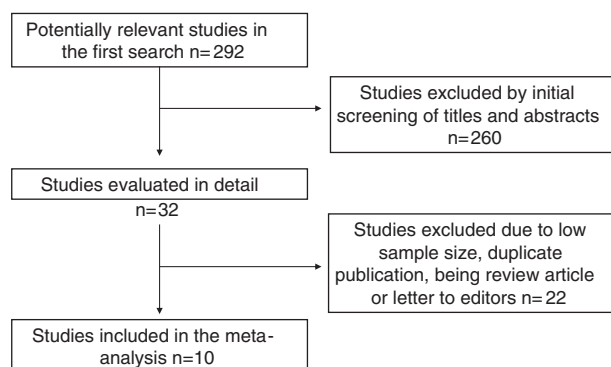 Potentially relevant studies in
the first search n=292
Studies excluded by initial
screening of titles and abstracts
n=260
Studies evaluated in detail
n=32
Studies excluded due to low
sample size, duplicate
publication, being review article
or letter to editors n=22
Studies included in the meta-
analysis n=10